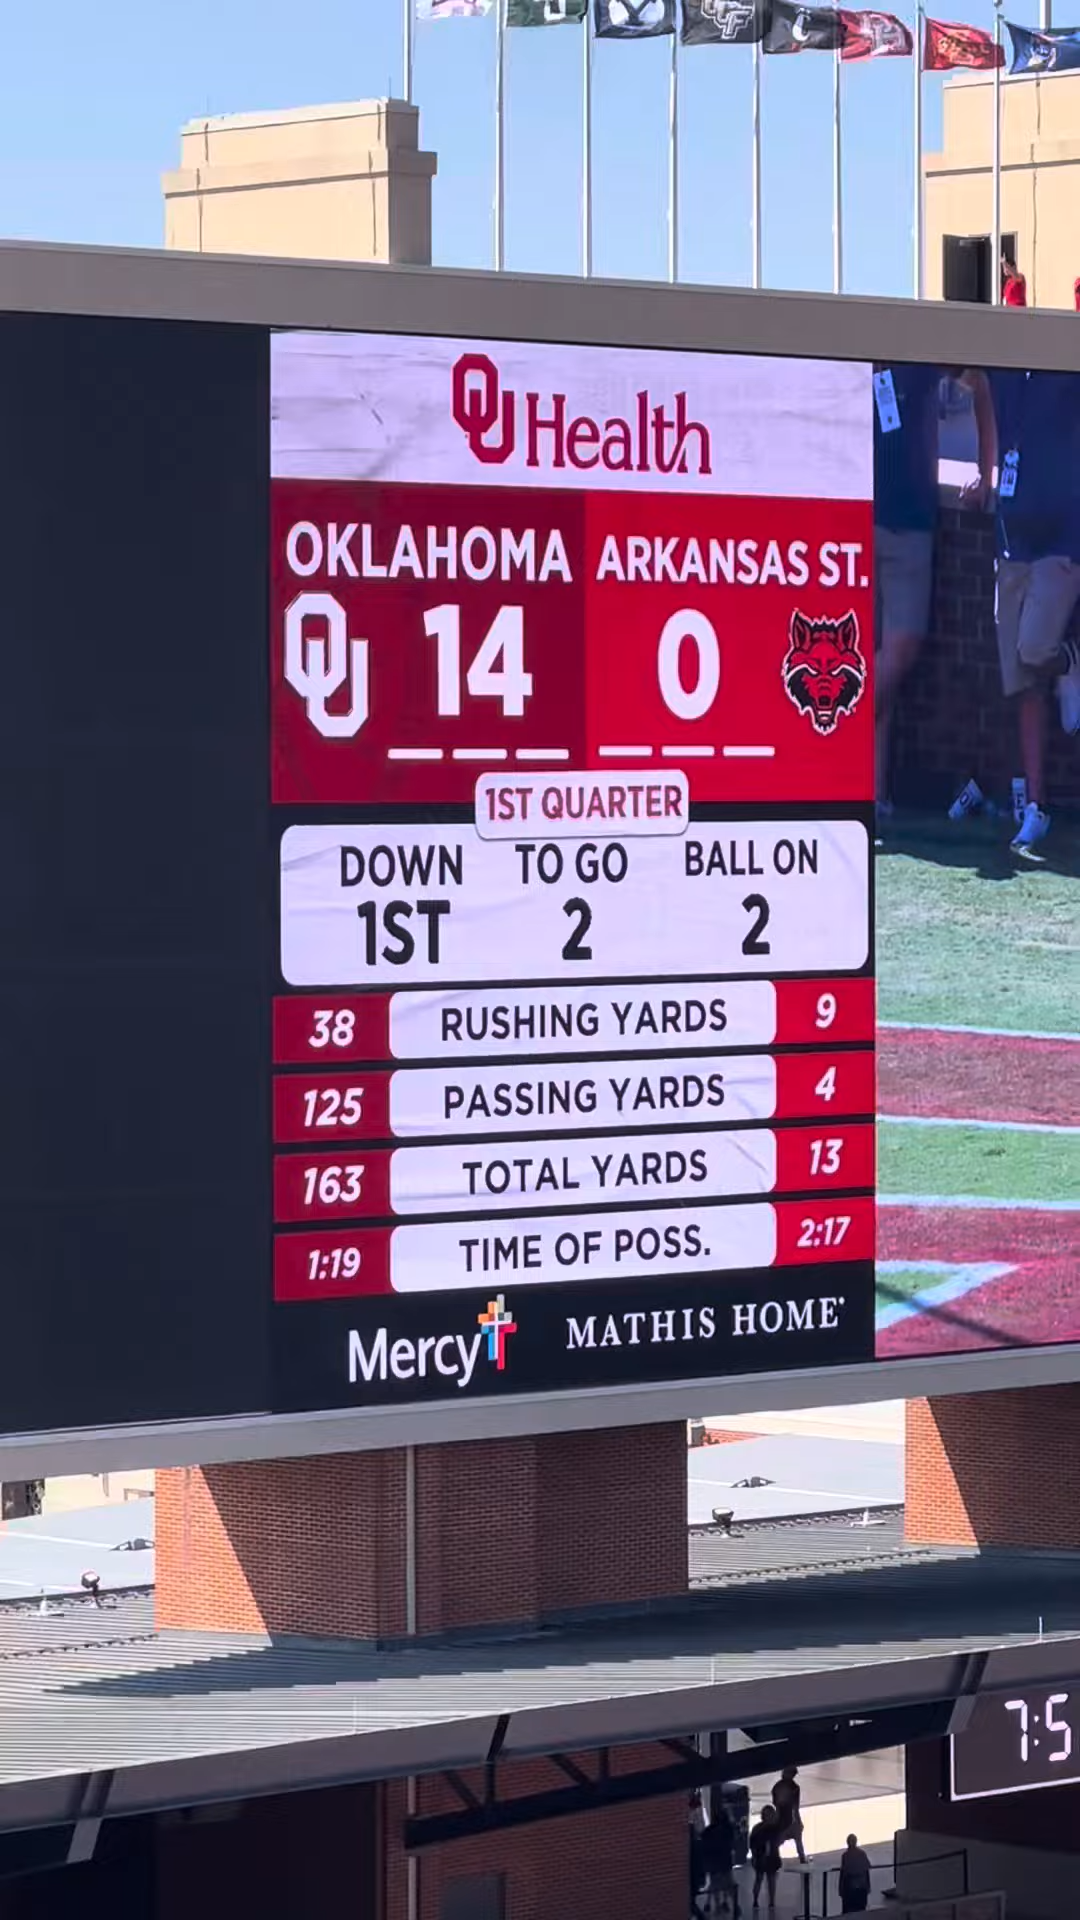 OU Health
OKLAHOMA ARKANSAS ST.
OU 14 0
1ST QUARTER
DOWN TO GO BALL ON
1ST 2 2
38 RUSHING YARDS 9
125 PASSING YARDS 4
163 TOTAL YARDS 13
1:19 TIME OF POSS. 2:17
Mercy MATHIS HOME
7:5